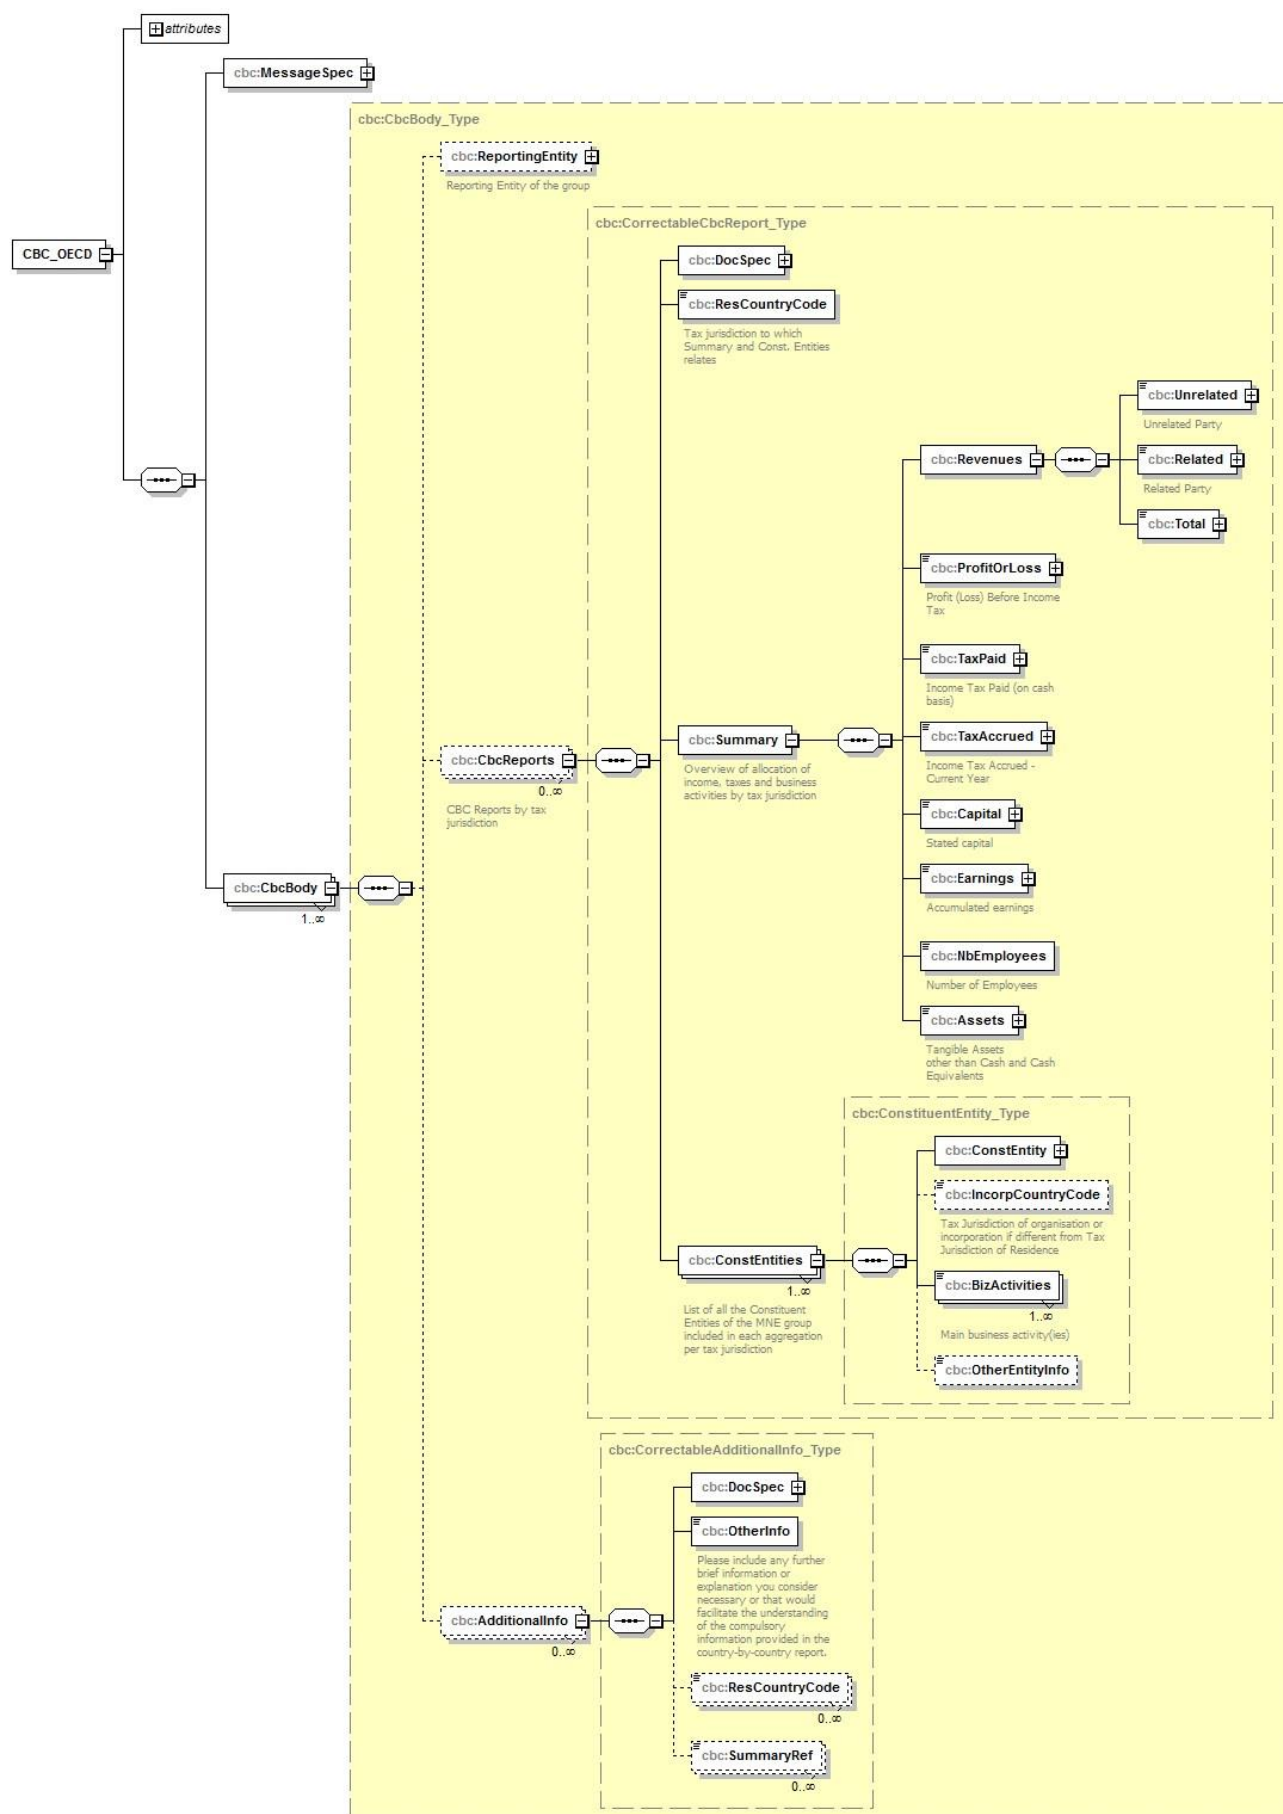 attributes
cbc:MessageSpec
cbc:CbcBody_Type
cbc:ReportingEntity
Reporting Entity of the group
cbc:CorrectableCbcReport_Type
CBC_OECD
cbc:DocSpec
cbc:ResCountryCode
Tax jurisdiction to which
Summary and Const. Entities
relates
cbc:Unrelated
Unrelated Party
cbc:Revenues
cbc:Related
Related Party
cbc:Total
cbc:ProfitOrLoss
Profit (Loss) Before Income
Tax
cbc:TaxPaid
Income Tax Paid (on cash
basis)
cbc:CbcReports
0..∞
CBC Reports by tax
jurisdiction
cbc:Summary
Overview of allocation of
income, taxes and business
activities by tax jurisdiction
cbc:TaxAccrued
Income Tax Accrued -
Current Year
cbc:Capital
Stated capital
cbc:CbcBody
1..∞
cbc:Earnings
Accumulated earnings
cbc:NbEmployees
Number of Employees
cbc:Assets
Tangible Assets
other than Cash and Cash
Equivalents
cbc:ConstituentEntity_Type
cbc:ConstEntity
cbc:IncorpCountryCode
Tax Jurisdiction of organisation or
incorporation if different from Tax
Jurisdiction of Residence
cbc:ConstEntities
1..∞
List of all the Constituent
Entities of the MNE group
included in each aggregation
per tax jurisdiction
cbc:BizActivities
1..∞
Main business activity(ies)
cbc:OtherEntityInfo
cbc:CorrectableAdditionalInfo_Type
cbc:DocSpec
cbc:OtherInfo
Please include any further
brief information or
explanation you consider
necessary or that would
facilitate the understanding
of the compulsory
information provided in the
country-by-country report.
cbc:AdditionalInfo
0..∞
cbc:ResCountryCode
0..∞
cbc:SummaryRef
0..∞